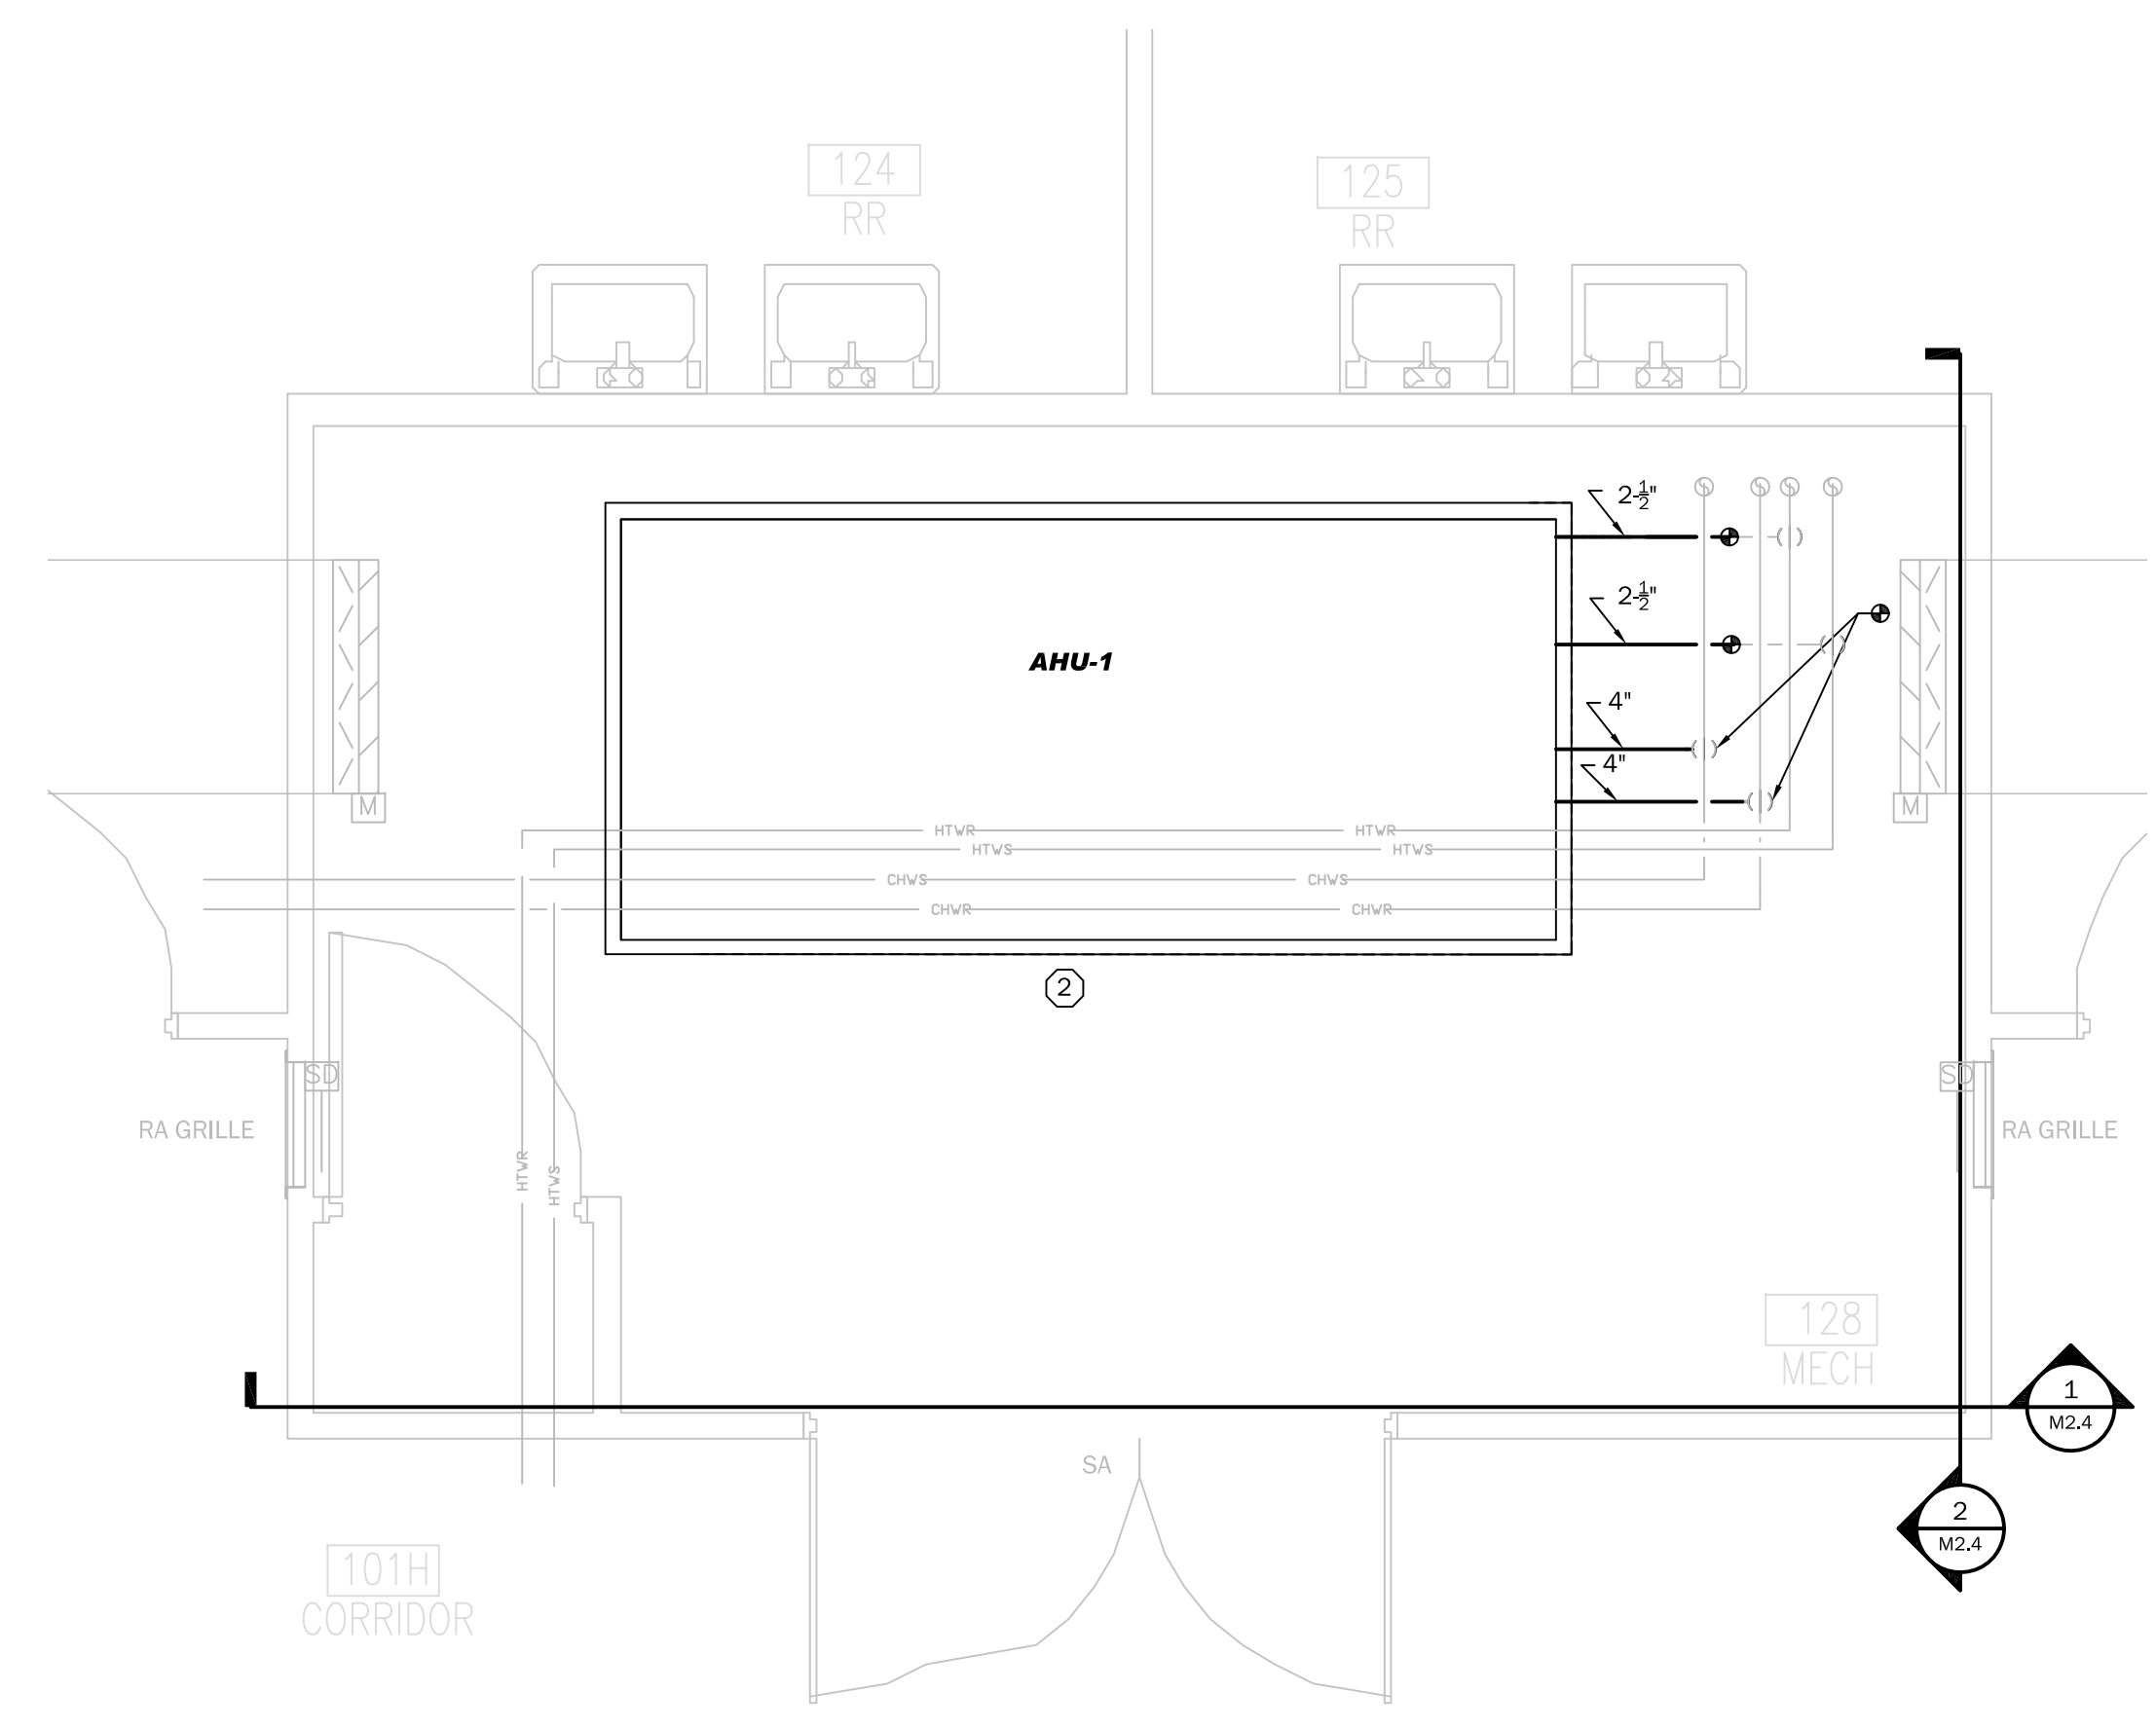 124
RR
125
RR
2-1/2"
2-1/2"
AHU-1
4"
4"
M
M
HTWR
HTWR
HTWS
HTWS
CHWS
CHWS
CHWR
CHWR
2
SD
SD
RA GRILLE
RA GRILLE
HTWR
HTWS
128
MECH
1
M2.4
SA
2
M2.4
101H
CORRIDOR